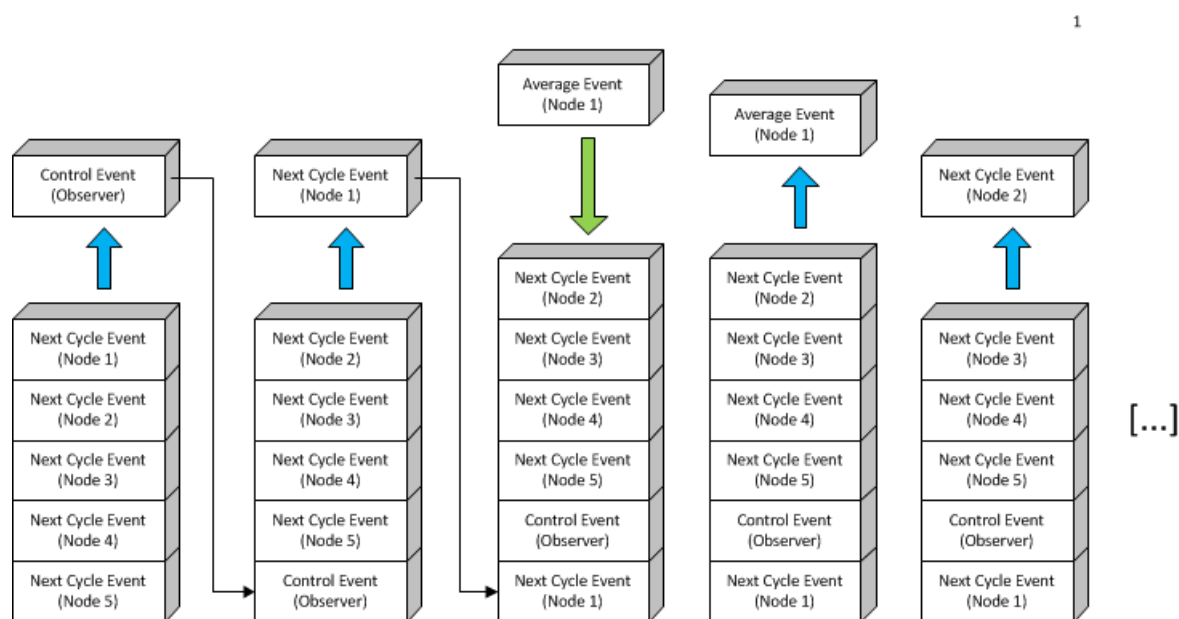 1
Control Event
(Observer)
Next Cycle Event
(Node 1)
Next Cycle Event
(Node 2)
Next Cycle Event
(Node 3)
Next Cycle Event
(Node 4)
Next Cycle Event
(Node 5)
Next Cycle Event
(Node 1)
Next Cycle Event
(Node 2)
Next Cycle Event
(Node 3)
Next Cycle Event
(Node 4)
Next Cycle Event
(Node 5)
Control Event
(Observer)
Average Event
(Node 1)
Next Cycle Event
(Node 2)
Next Cycle Event
(Node 3)
Next Cycle Event
(Node 4)
Next Cycle Event
(Node 5)
Control Event
(Observer)
Next Cycle Event
(Node 1)
Average Event
(Node 1)
Next Cycle Event
(Node 2)
Next Cycle Event
(Node 3)
Next Cycle Event
(Node 4)
Next Cycle Event
(Node 5)
Control Event
(Observer)
Next Cycle Event
(Node 1)
Next Cycle Event
(Node 2)
Next Cycle Event
(Node 3)
Next Cycle Event
(Node 4)
Next Cycle Event
(Node 5)
Control Event
(Observer)
Next Cycle Event
(Node 1)
[...]